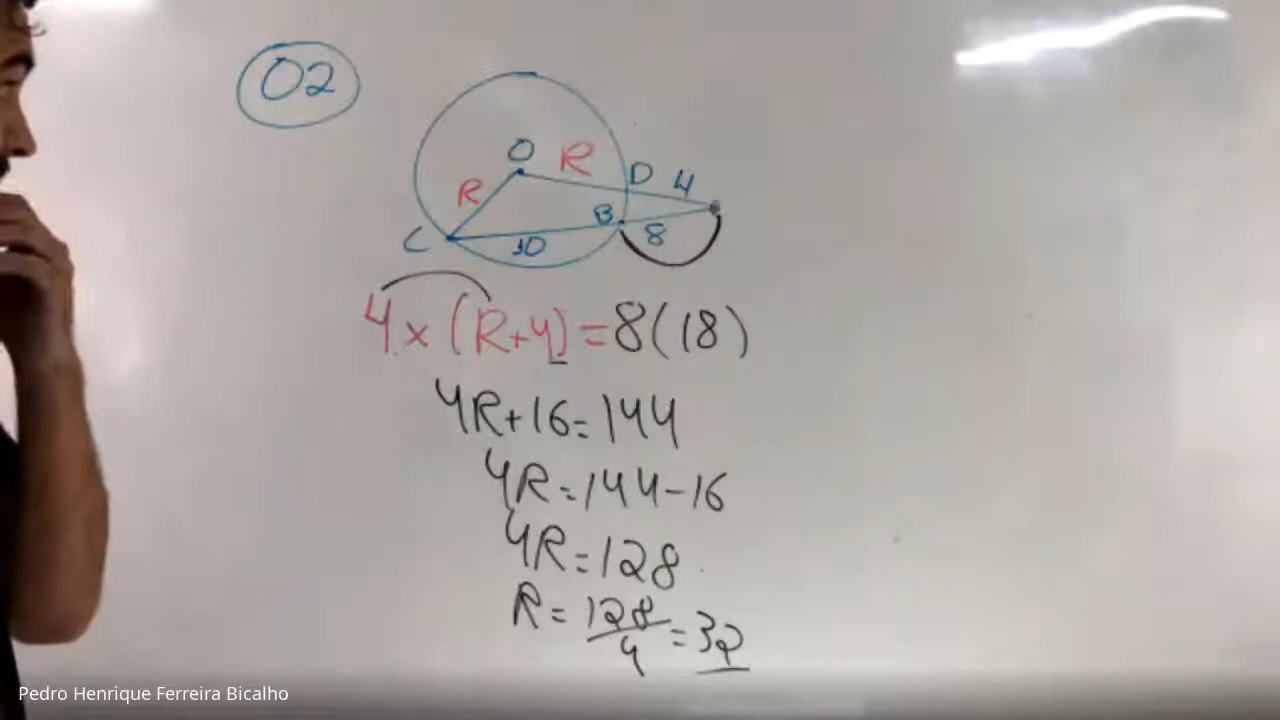 02
O R D 4
R B
C 10 8
4 x (R+4) = 8(18)
4R+16=144
4R=144-16
4R=128
R=128/4=32
Pedro Henrique Ferreira Bicalho